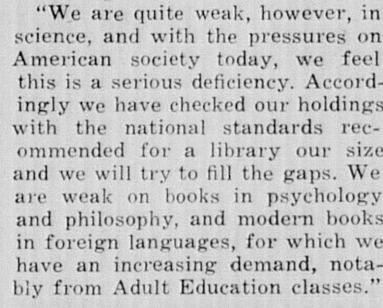 "We are quite weak, however, in
science, and with the pressures on
American society today, we feel
this is a serious deficiency. Accord-
ingly we have checked our holdings
with the national standards rec-
ommended for a library our size
and we will try to fill the gaps. We
are weak on books in psychology
and philosophy, and modern books
in foreign languages, for which we
have an increasing demand, nota-
bly from Adult Education classes."